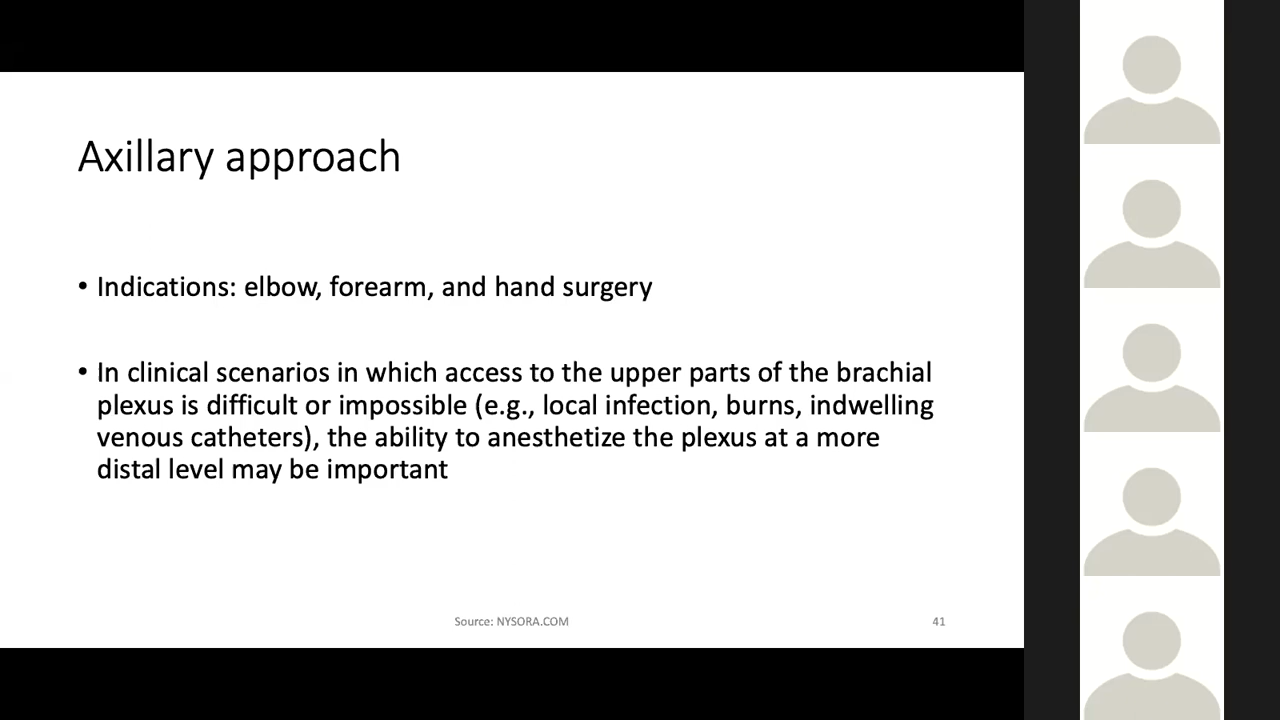 Axillary approach
• Indications: elbow, forearm, and hand surgery
• In clinical scenarios in which access to the upper parts of the brachial
plexus is difficult or impossible (e.g., local infection, burns, indwelling
venous catheters), the ability to anesthetize the plexus at a more
distal level may be important
Source: NYSORA.COM
41